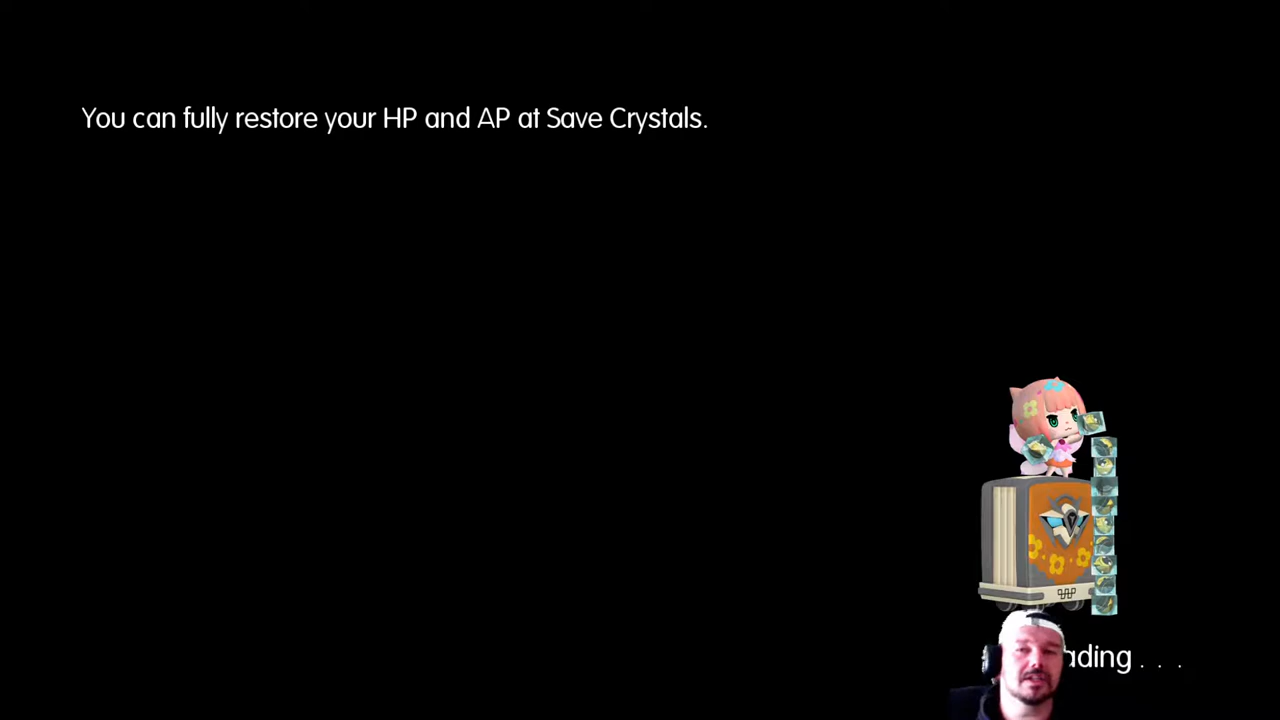 You can fully restore your HP and AP at Save Crystals.
ading . . .